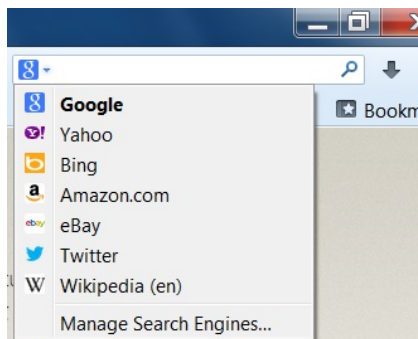 Bookm
Google
Yahoo
Bing
Amazon.com
eBay
Twitter
Wikipedia (en)
Manage Search Engines...